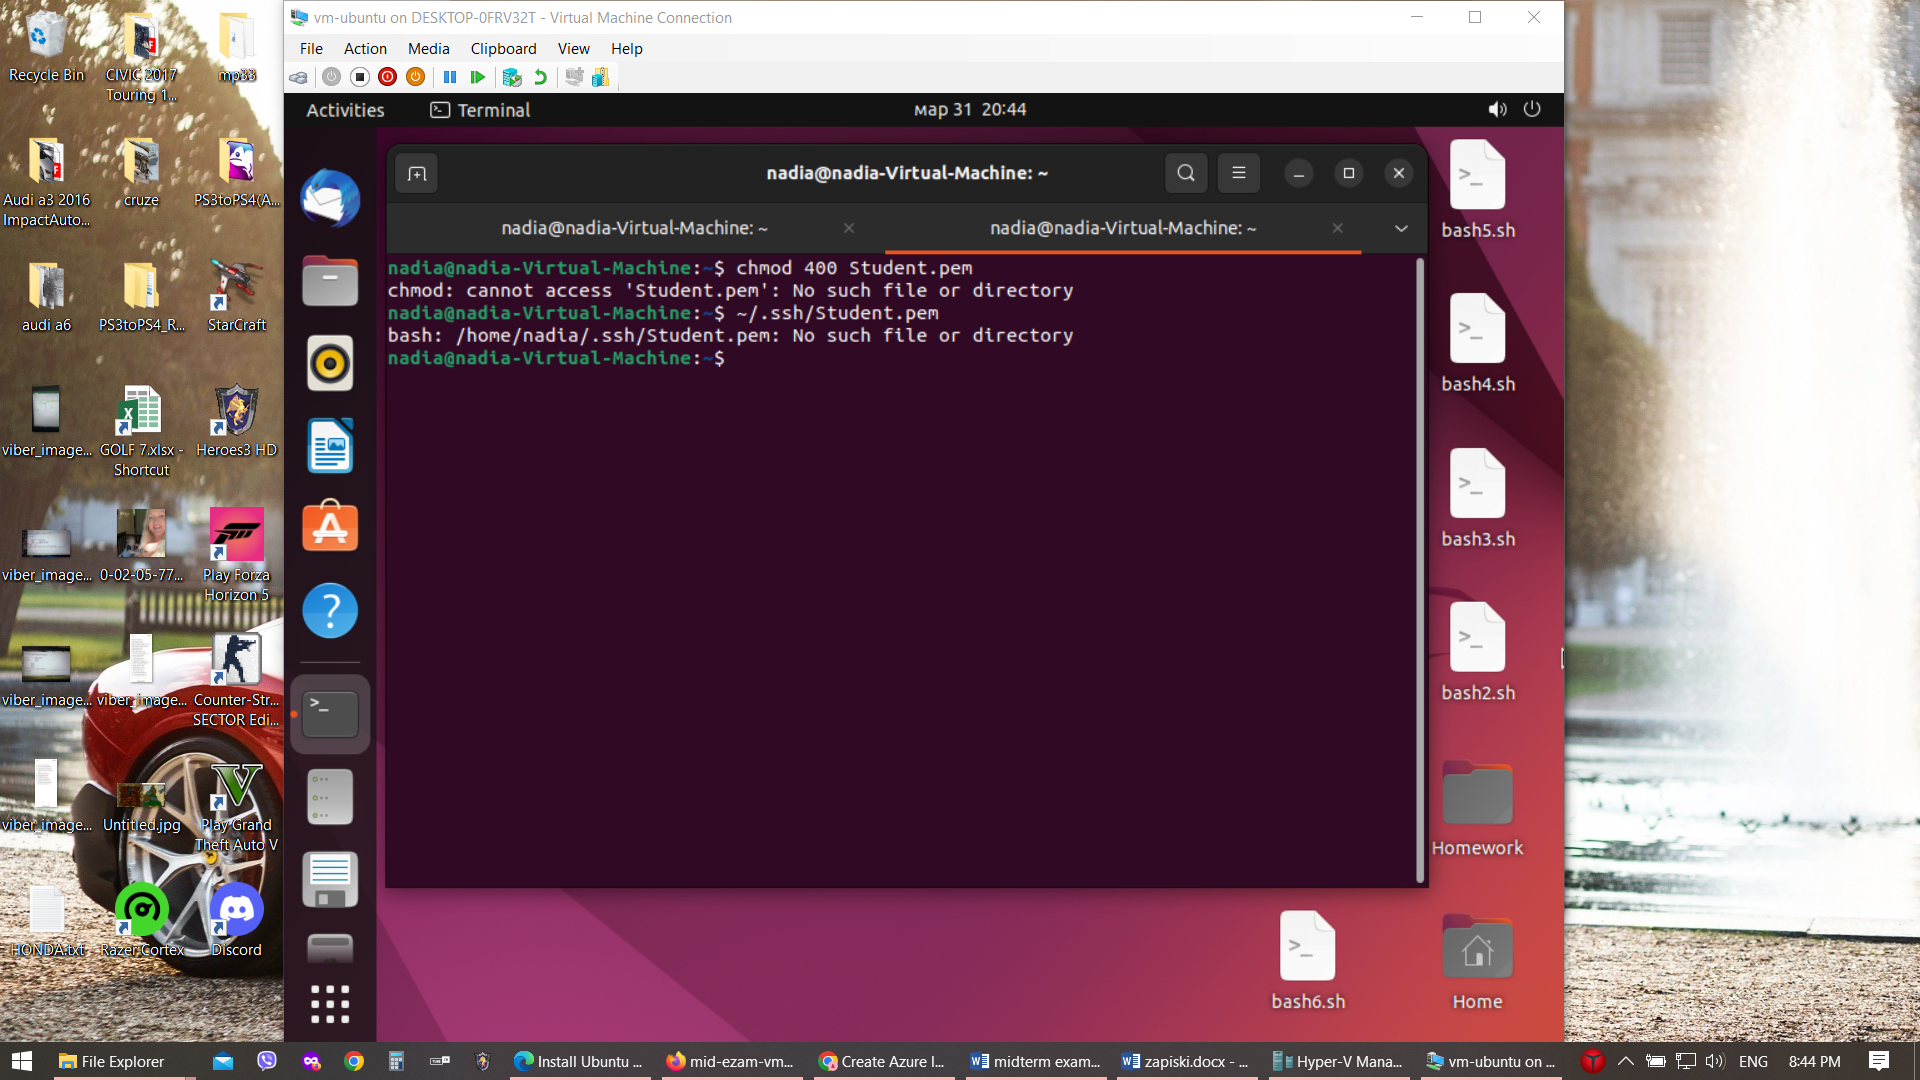 vm-ubuntu on DESKTOP-0FRV32T - Virtual Machine Connection
File Action Media Clipboard View Help
Activities Terminal мар 31 20:44
nadia@nadia-Virtual-Machine: ~
nadia@nadia-Virtual-Machine: ~ nadia@nadia-Virtual-Machine: ~
nadia@nadia-Virtual-Machine:~$ chmod 400 Student.pem
chmod: cannot access 'Student.pem': No such file or directory
nadia@nadia-Virtual-Machine:~$ ~/.ssh/Student.pem
bash: /home/nadia/.ssh/Student.pem: No such file or directory
nadia@nadia-Virtual-Machine:~$
bash5.sh
bash4.sh
bash3.sh
bash2.sh
Homework
bash6.sh
Home
Recycle Bin
CIVIC 2017
Touring 1...
mp33
Audi a3 2016
ImpactAuto...
cruze
PS3toPS4(A...
audi a6
PS3toPS4_R...
StarCraft
viber_image...
GOLF 7.xlsx -
Shortcut
Heroes3 HD
viber_image...
0-02-05-77...
Play Forza
Horizon 5
viber_image...
viber_image...
Counter-Str...
SECTOR Edi...
viber_image...
Untitled.jpg
Play Grand
Theft Auto V
HONDA.txt
Razer Cortex
Discord
File Explorer
Install Ubuntu ...
mid-ezam-vm...
Create Azure I...
midterm exam...
zapiski.docx - ...
Hyper-V Mana...
vm-ubuntu on ...
ENG
8:44 PM